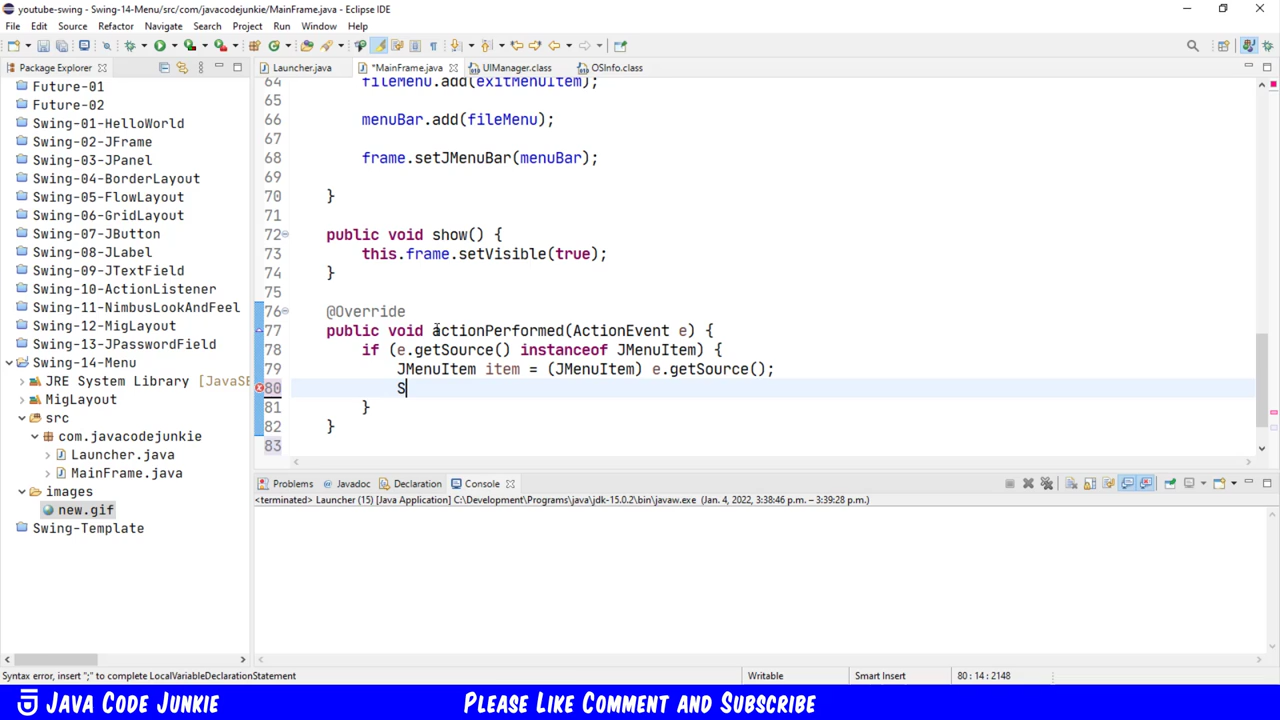 youtube-swing - Swing-14-Menu/src/com/javacodejunkie/MainFrame.java - Eclipse IDE
File Edit Source Refactor Navigate Search Project Run Window Help
Package Explorer
Future-01
Future-02
Swing-01-HelloWorld
Swing-02-JFrame
Swing-03-JPanel
Swing-04-BorderLayout
Swing-05-FlowLayout
Swing-06-GridLayout
Swing-07-JButton
Swing-08-JLabel
Swing-09-JTextField
Swing-10-ActionListener
Swing-11-NimbusLookAndFeel
Swing-12-MigLayout
Swing-13-JPasswordField
Swing-14-Menu
JRE System Library [JavaSE
MigLayout
src
com.javacodejunkie
Launcher.java
MainFrame.java
images
new.gif
Swing-Template
Launcher.java *MainFrame.java UIManager.class OSInfo.class
64 fileMenu.add(exitMenuItem);
65
66 menuBar.add(fileMenu);
67
68 frame.setJMenuBar(menuBar);
69
70 }
71
72 public void show() {
73 this.frame.setVisible(true);
74 }
75
76 @Override
77 public void actionPerformed(ActionEvent e) {
78 if (e.getSource() instanceof JMenuItem) {
79 JMenuItem item = (JMenuItem) e.getSource();
80 S
81 }
82 }
83
Problems Javadoc Declaration Console
<terminated> Launcher (15) [Java Application] C:\Development\Programs\java\jdk-15.0.2\bin\javaw.exe (Jan. 4, 2022, 3:38:46 p.m. – 3:39:28 p.m.)
Syntax error, insert ";" to complete LocalVariableDeclarationStatement Writable Smart Insert 80 : 14 : 2148
JAVA CODE JUNKIE PLEASE LIKE COMMENT AND SUBSCRIBE